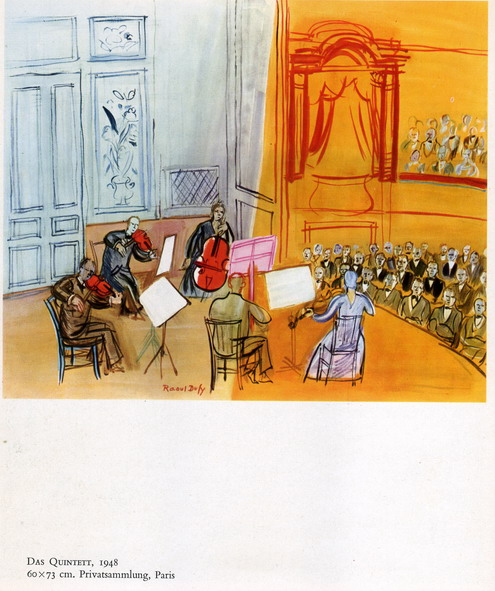 Raoul Dufy
DAS QUINTETT, 1948
60×73 cm. Privatsammlung, Paris